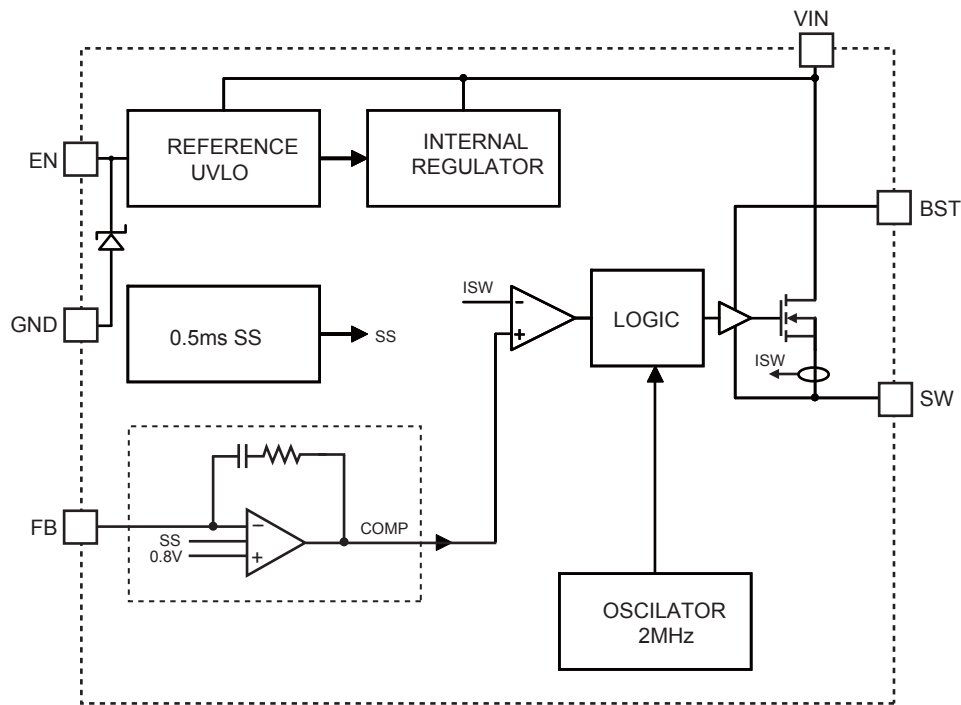 VIN
EN
REFERENCE
UVLO
INTERNAL
REGULATOR
BST
GND
0.5ms SS
SS
ISW
−
+
LOGIC
ISW
SW
FB
−
SS
0.8V
+
COMP
OSCILATOR
2MHz